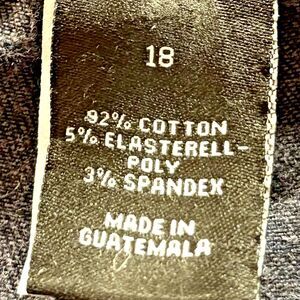 18
92% COTTON
5% ELASTERELL-
POLY
3% SPANDEX
MADE IN
GUATEMALA